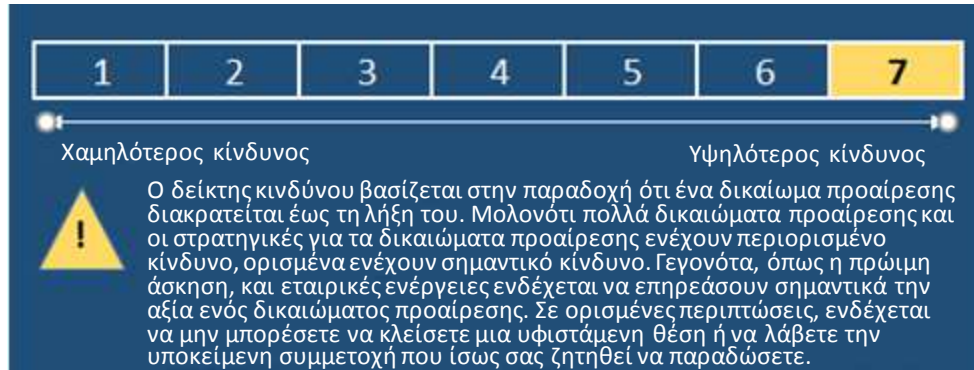 1 2 3 4 5 6 7
Χαμηλότερος κίνδυνος Υψηλότερος κίνδυνος
Ο δείκτης κινδύνου βασίζεται στην παραδοχή ότι ένα δικαίωμα προαίρεσης
διακρατείται έως τη λήξη του. Μολονότι πολλά δικαιώματα προαίρεσης και
οι στρατηγικές για τα δικαιώματα προαίρεσης ενέχουν περιορισμένο
κίνδυνο, ορισμένα ενέχουν σημαντικό κίνδυνο. Γεγονότα, όπως η πρώιμη
άσκηση, και εταιρικές ενέργειες ενδέχεται να επηρεάσουν σημαντικά την
αξία ενός δικαιώματος προαίρεσης. Σε ορισμένες περιπτώσεις, ενδέχεται
να μην μπορέσετε να κλείσετε μια υφιστάμενη θέση ή να λάβετε την
υποκείμενη συμμετοχή που ίσως σας ζητηθεί να παραδώσετε.
!